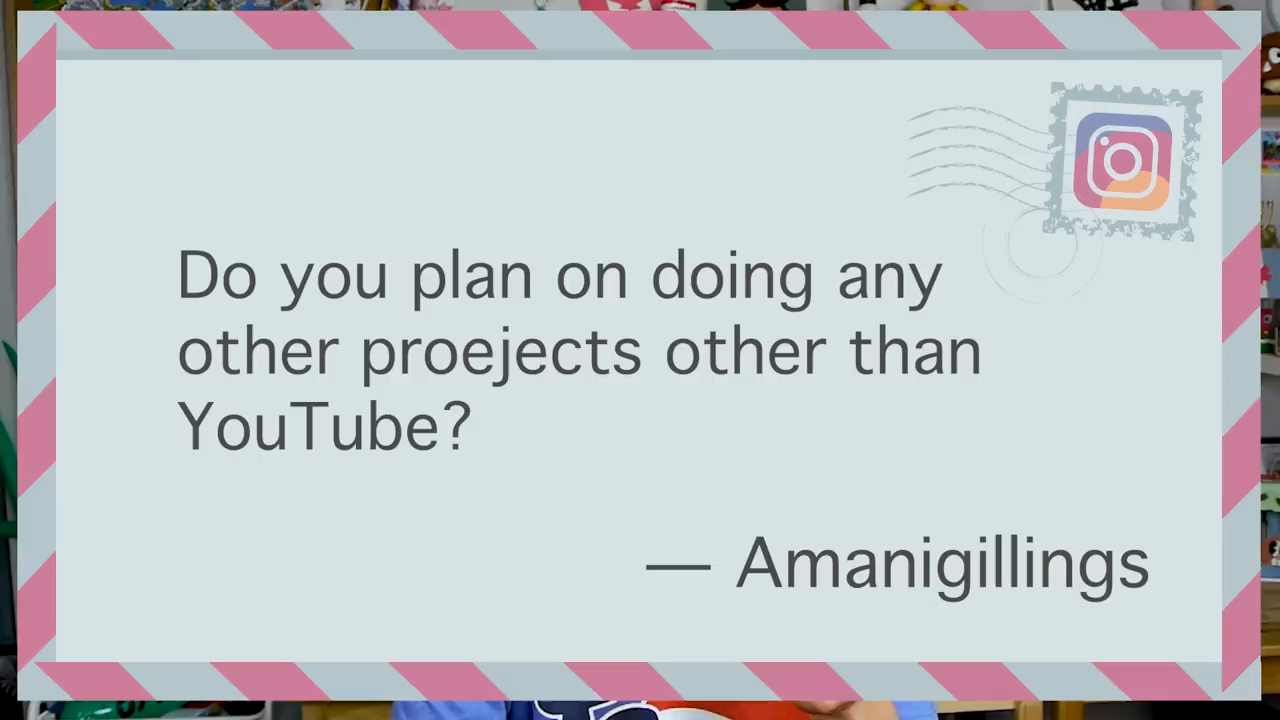 Do you plan on doing any
other proejects other than
YouTube?
— Amanigillings